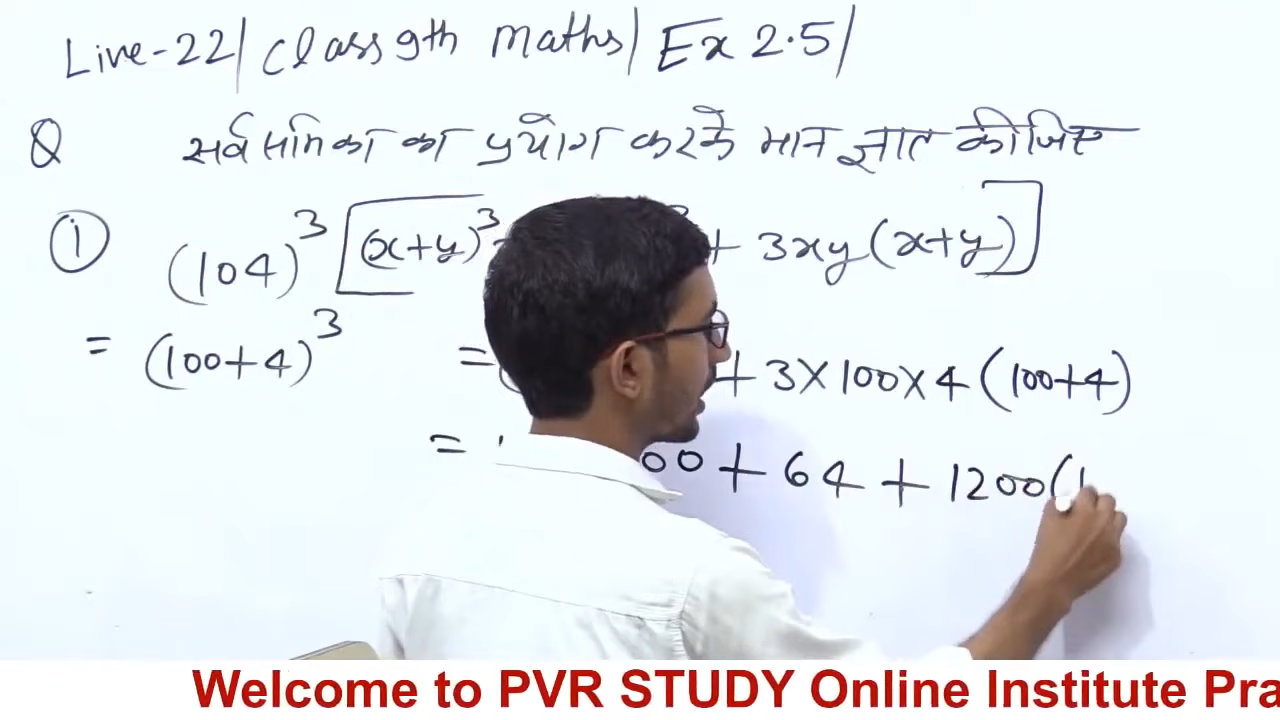 Live-22| Class 9th maths| Ex 2.5|
Q सर्वसमिका का प्रयोग करके मान ज्ञात कीजिए
① (104)³ [(x+y)³ + 3xy(x+y)]
= (100+4)³ = + 3×100×4(100+4)
= 00 + 64 + 1200(1
Welcome to PVR STUDY Online Institute Pra